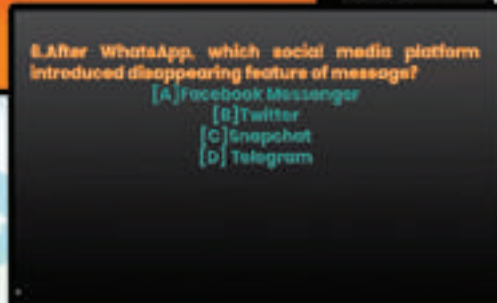 8.After WhatsApp, which social media platform
introduced disappearing feature of message?
[A]Facebook Messenger
[B]Twitter
[C]Snapchat
[D] Telegram